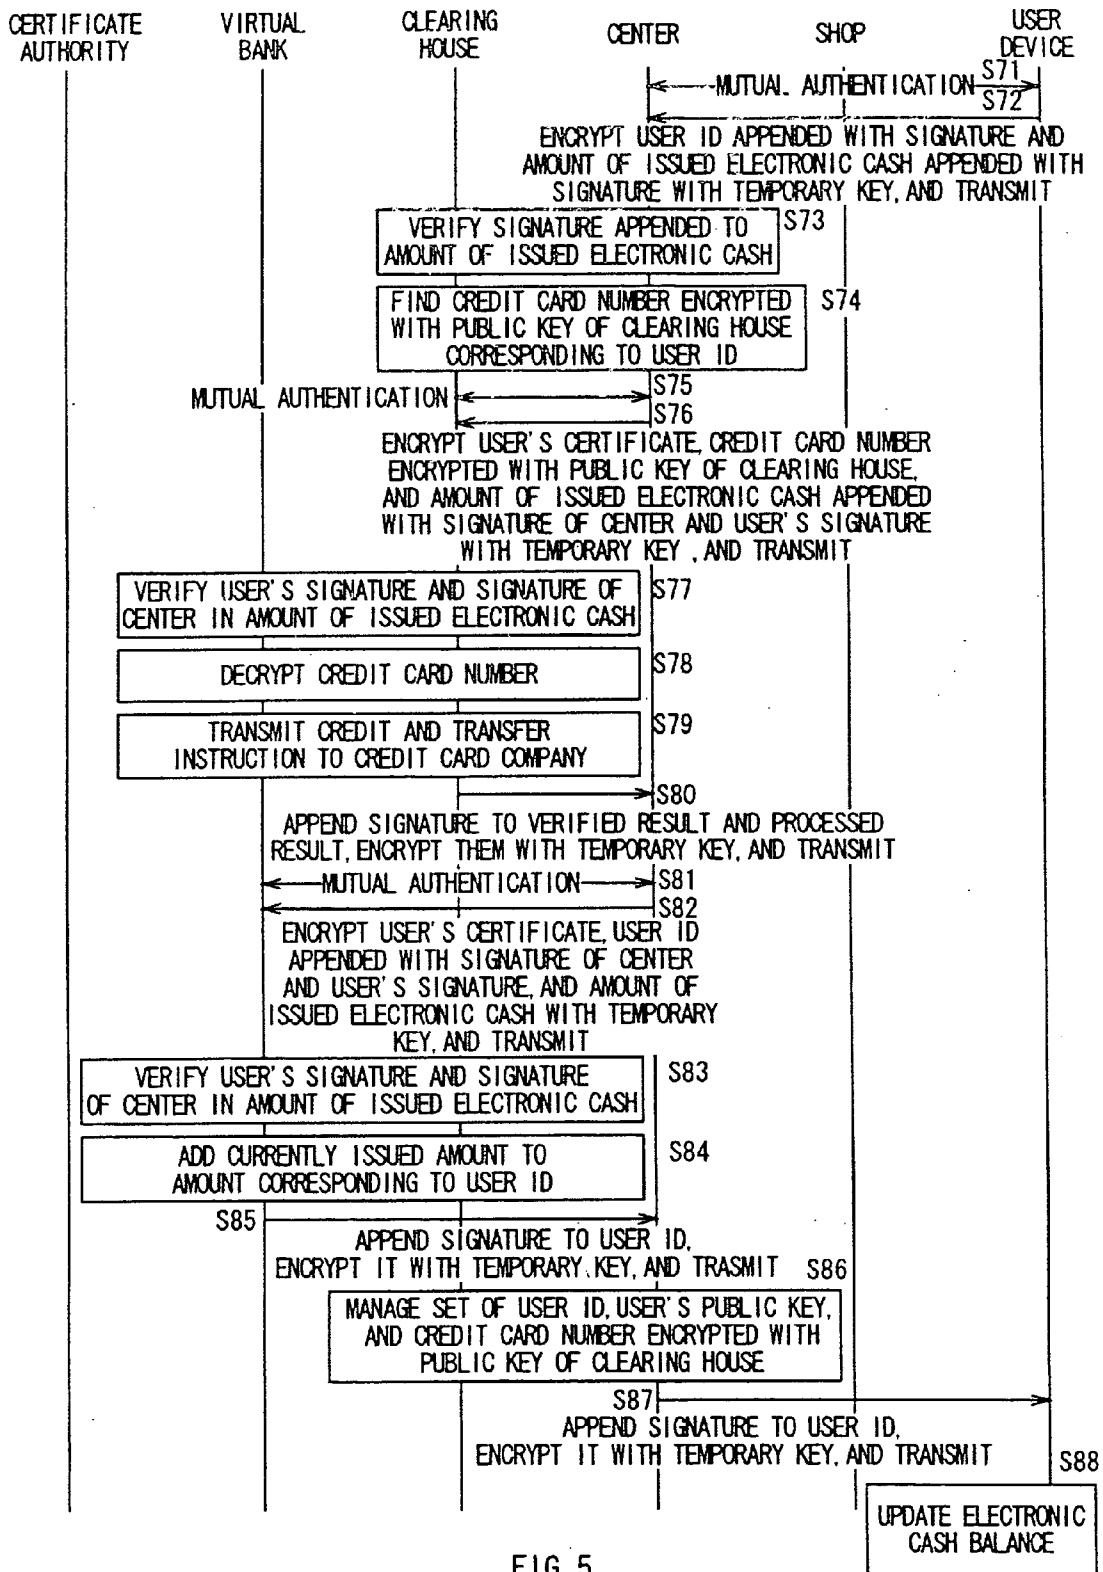 CERTIFICATE
AUTHORITY
VIRTUAL
BANK
CLEARING
HOUSE
CENTER
SHOP
USER
DEVICE
MUTUAL AUTHENTICATION
S71
S72
ENCRYPT USER ID APPENDED WITH SIGNATURE AND
AMOUNT OF ISSUED ELECTRONIC CASH APPENDED WITH
SIGNATURE WITH TEMPORARY KEY, AND TRANSMIT
VERIFY SIGNATURE APPENDED TO
AMOUNT OF ISSUED ELECTRONIC CASH
S73
FIND CREDIT CARD NUMBER ENCRYPTED
WITH PUBLIC KEY OF CLEARING HOUSE
CORRESPONDING TO USER ID
S74
S75
MUTUAL AUTHENTICATION
S76
ENCRYPT USER'S CERTIFICATE, CREDIT CARD NUMBER
ENCRYPTED WITH PUBLIC KEY OF CLEARING HOUSE,
AND AMOUNT OF ISSUED ELECTRONIC CASH APPENDED
WITH SIGNATURE OF CENTER AND USER'S SIGNATURE
WITH TEMPORARY KEY , AND TRANSMIT
VERIFY USER'S SIGNATURE AND SIGNATURE OF
CENTER IN AMOUNT OF ISSUED ELECTRONIC CASH
S77
DECRYPT CREDIT CARD NUMBER
S78
TRANSMIT CREDIT AND TRANSFER
INSTRUCTION TO CREDIT CARD COMPANY
S79
S80
APPEND SIGNATURE TO VERIFIED RESULT AND PROCESSED
RESULT, ENCRYPT THEM WITH TEMPORARY KEY, AND TRANSMIT
MUTUAL AUTHENTICATION
S81
S82
ENCRYPT USER'S CERTIFICATE, USER ID
APPENDED WITH SIGNATURE OF CENTER
AND USER'S SIGNATURE, AND AMOUNT OF
ISSUED ELECTRONIC CASH WITH TEMPORARY
KEY, AND TRANSMIT
VERIFY USER'S SIGNATURE AND SIGNATURE
OF CENTER IN AMOUNT OF ISSUED ELECTRONIC CASH
S83
ADD CURRENTLY ISSUED AMOUNT TO
AMOUNT CORRESPONDING TO USER ID
S84
S85
APPEND SIGNATURE TO USER ID,
ENCRYPT IT WITH TEMPORARY KEY, AND TRASMIT
S86
MANAGE SET OF USER ID, USER'S PUBLIC KEY,
AND CREDIT CARD NUMBER ENCRYPTED WITH
PUBLIC KEY OF CLEARING HOUSE
S87
APPEND SIGNATURE TO USER ID,
ENCRYPT IT WITH TEMPORARY KEY, AND TRANSMIT
S88
UPDATE ELECTRONIC
CASH BALANCE
FIG. 5